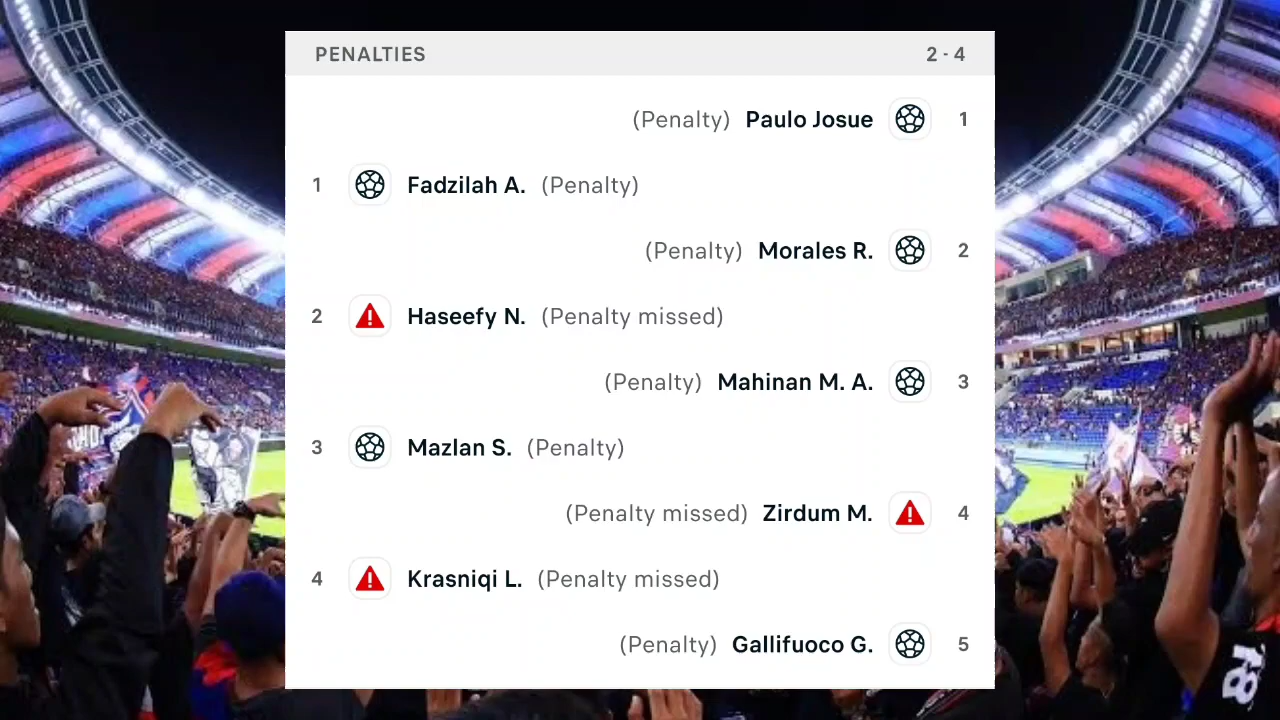 PENALTIES 2 - 4
(Penalty) Paulo Josue 1
1 Fadzilah A. (Penalty)
(Penalty) Morales R. 2
2 Haseefy N. (Penalty missed)
(Penalty) Mahinan M. A. 3
3 Mazlan S. (Penalty)
(Penalty missed) Zirdum M. 4
4 Krasniqi L. (Penalty missed)
(Penalty) Gallifuoco G. 5